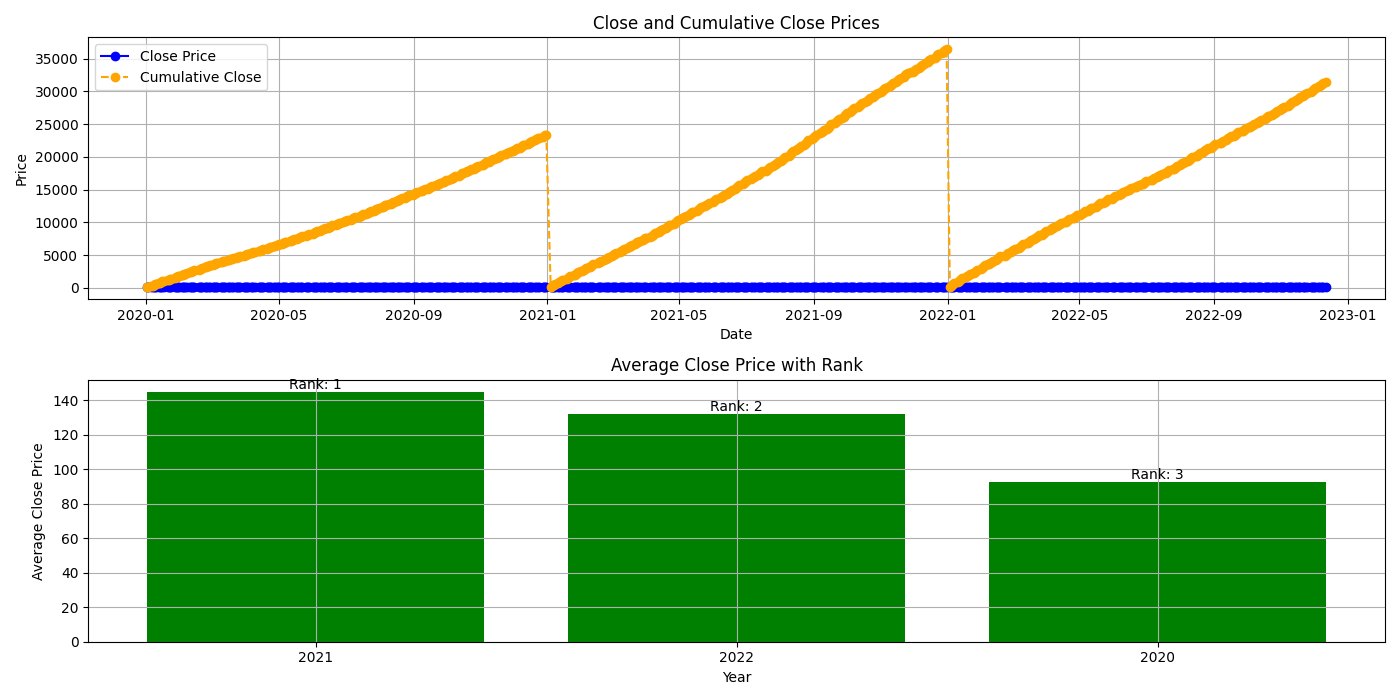 Close and Cumulative Close Prices
Close Price
Cumulative Close
Price
35000
30000
25000
20000
15000
10000
5000
0
2020-01 2020-05 2020-09 2021-01 2021-05 2021-09 2022-01 2022-05 2022-09 2023-01
Date
Average Close Price with Rank
Rank: 1
Rank: 2
Rank: 3
Average Close Price
140
120
100
80
60
40
20
0
2021 2022 2020
Year